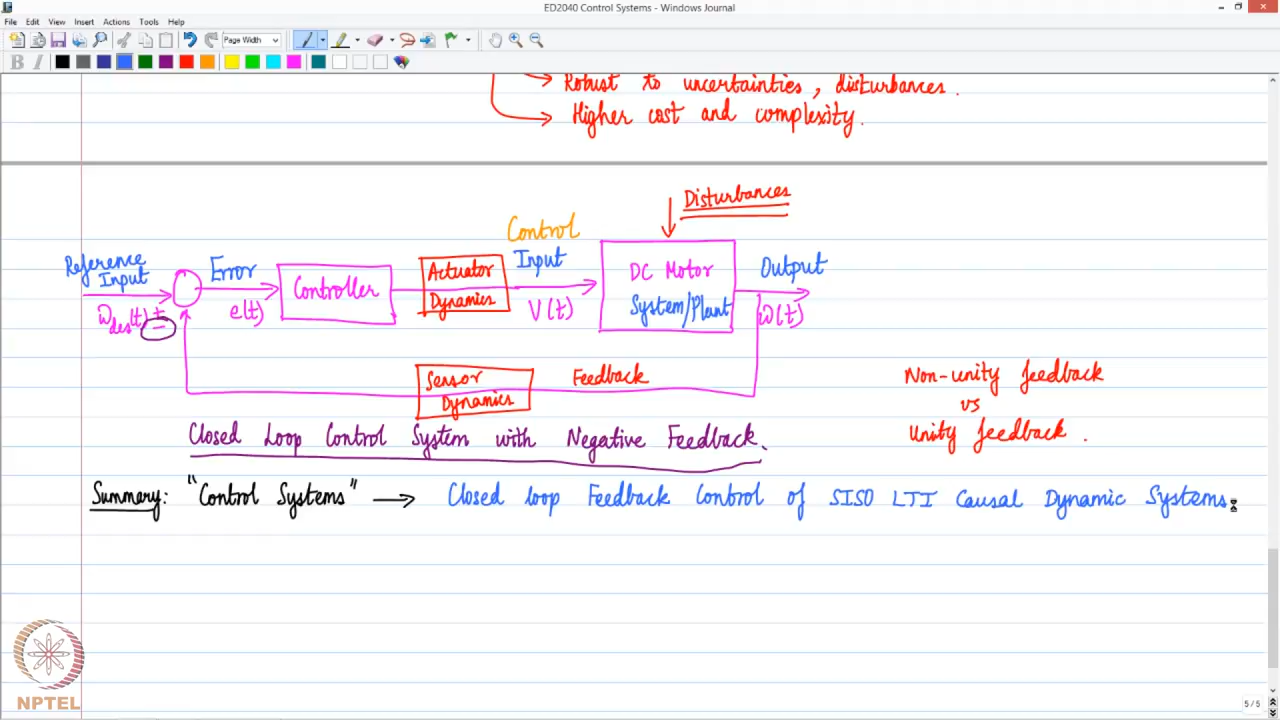 ED2040 Control Systems - Windows Journal
File Edit View Insert Actions Tools Help
Page Width
B I
Robust to uncertainties, disturbances.
Higher cost and complexity.
Disturbances
Control
Input
Reference
Input
Error
Controller
Actuator
Dynamics
DC Motor
System/Plant
Output
ω_des(t) +
−
e(t)
V(t)
ω(t)
Sensor
Dynamics
Feedback
Non-unity feedback
vs
Unity feedback.
Closed Loop Control System with Negative Feedback.
Summary: "Control Systems" → Closed loop Feedback Control of SISO LTI Causal Dynamic Systems.
NPTEL
5 / 5